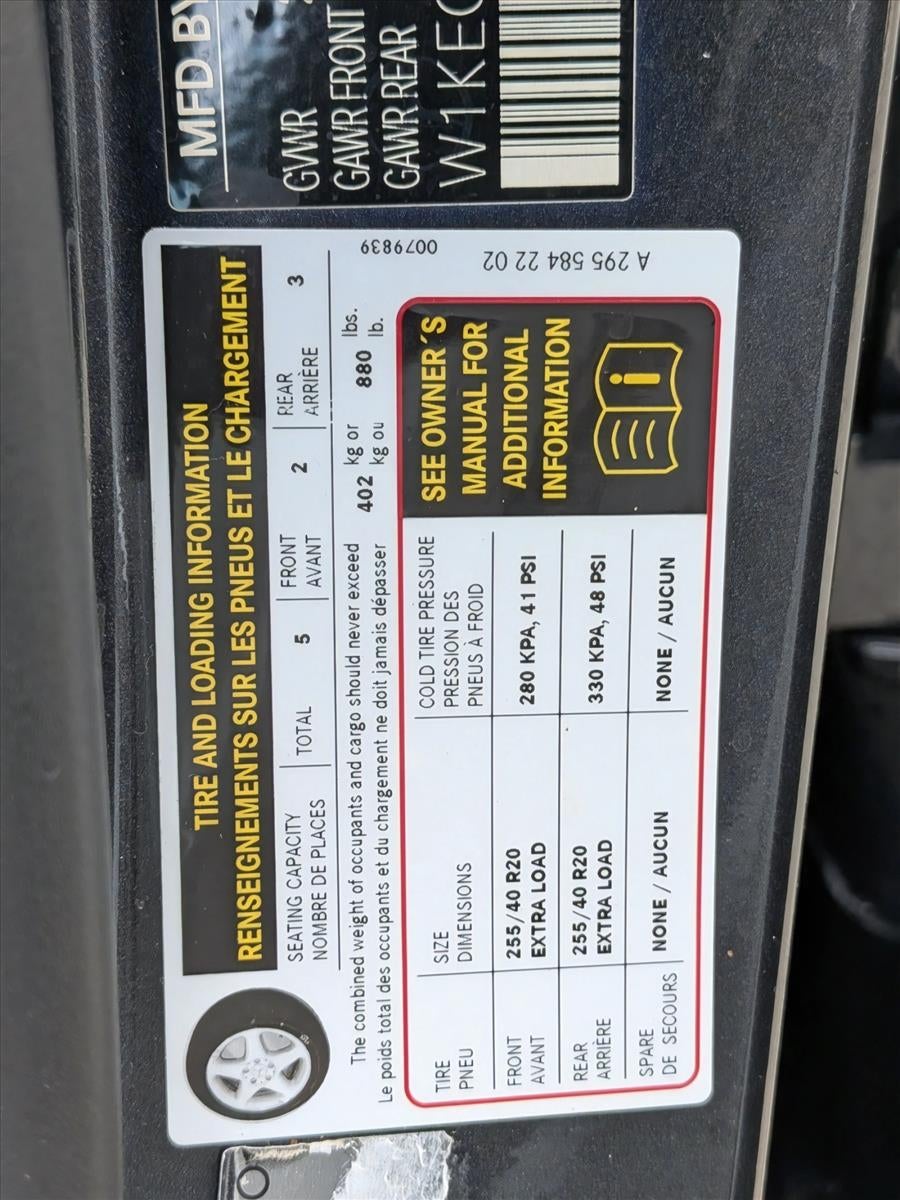 TIRE AND LOADING INFORMATION
RENSEIGNEMENTS SUR LES PNEUS ET LE CHARGEMENT
SEATING CAPACITY | TOTAL 5 | FRONT 2 | REAR 3
NOMBRE DE PLACES AVANT ARRIÈRE
The combined weight of occupants and cargo should never exceed 402 kg or 880 lbs.
Le poids total des occupants et du chargement ne doit jamais dépasser kg ou lb.
TIRE SIZE COLD TIRE PRESSURE
PNEU DIMENSIONS PRESSION DES
PNEUS À FROID
FRONT 255/40 R20 280 KPA, 41 PSI
AVANT EXTRA LOAD
REAR 255/40 R20 330 KPA, 48 PSI
ARRIÈRE EXTRA LOAD
SPARE NONE / AUCUN NONE / AUCUN
DE SECOURS
SEE OWNER´S
MANUAL FOR
ADDITIONAL
INFORMATION
i
0079839
A 295 584 22 02
MFD BY
GVWR
GAWR FRONT
GAWR REAR
W1KE